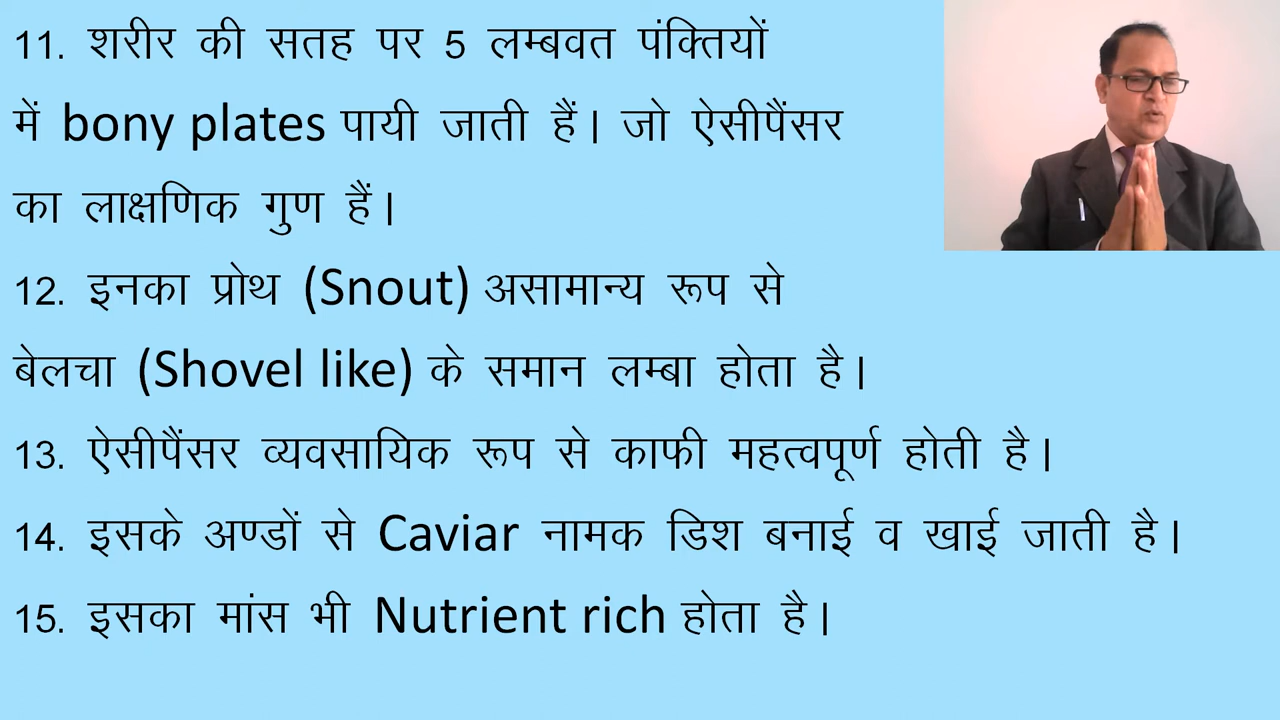 11. शरीर की सतह पर 5 लम्बवत पंक्तियों
में bony plates पायी जाती हैं। जो ऐसीपैंसर
का लाक्षणिक गुण हैं।
12. इनका प्रोथ (Snout) असामान्य रूप से
बेलचा (Shovel like) के समान लम्बा होता है।
13. ऐसीपैंसर व्यवसायिक रूप से काफी महत्वपूर्ण होती है।
14. इसके अण्डों से Caviar नामक डिश बनाई व खाई जाती है।
15. इसका मांस भी Nutrient rich होता है।